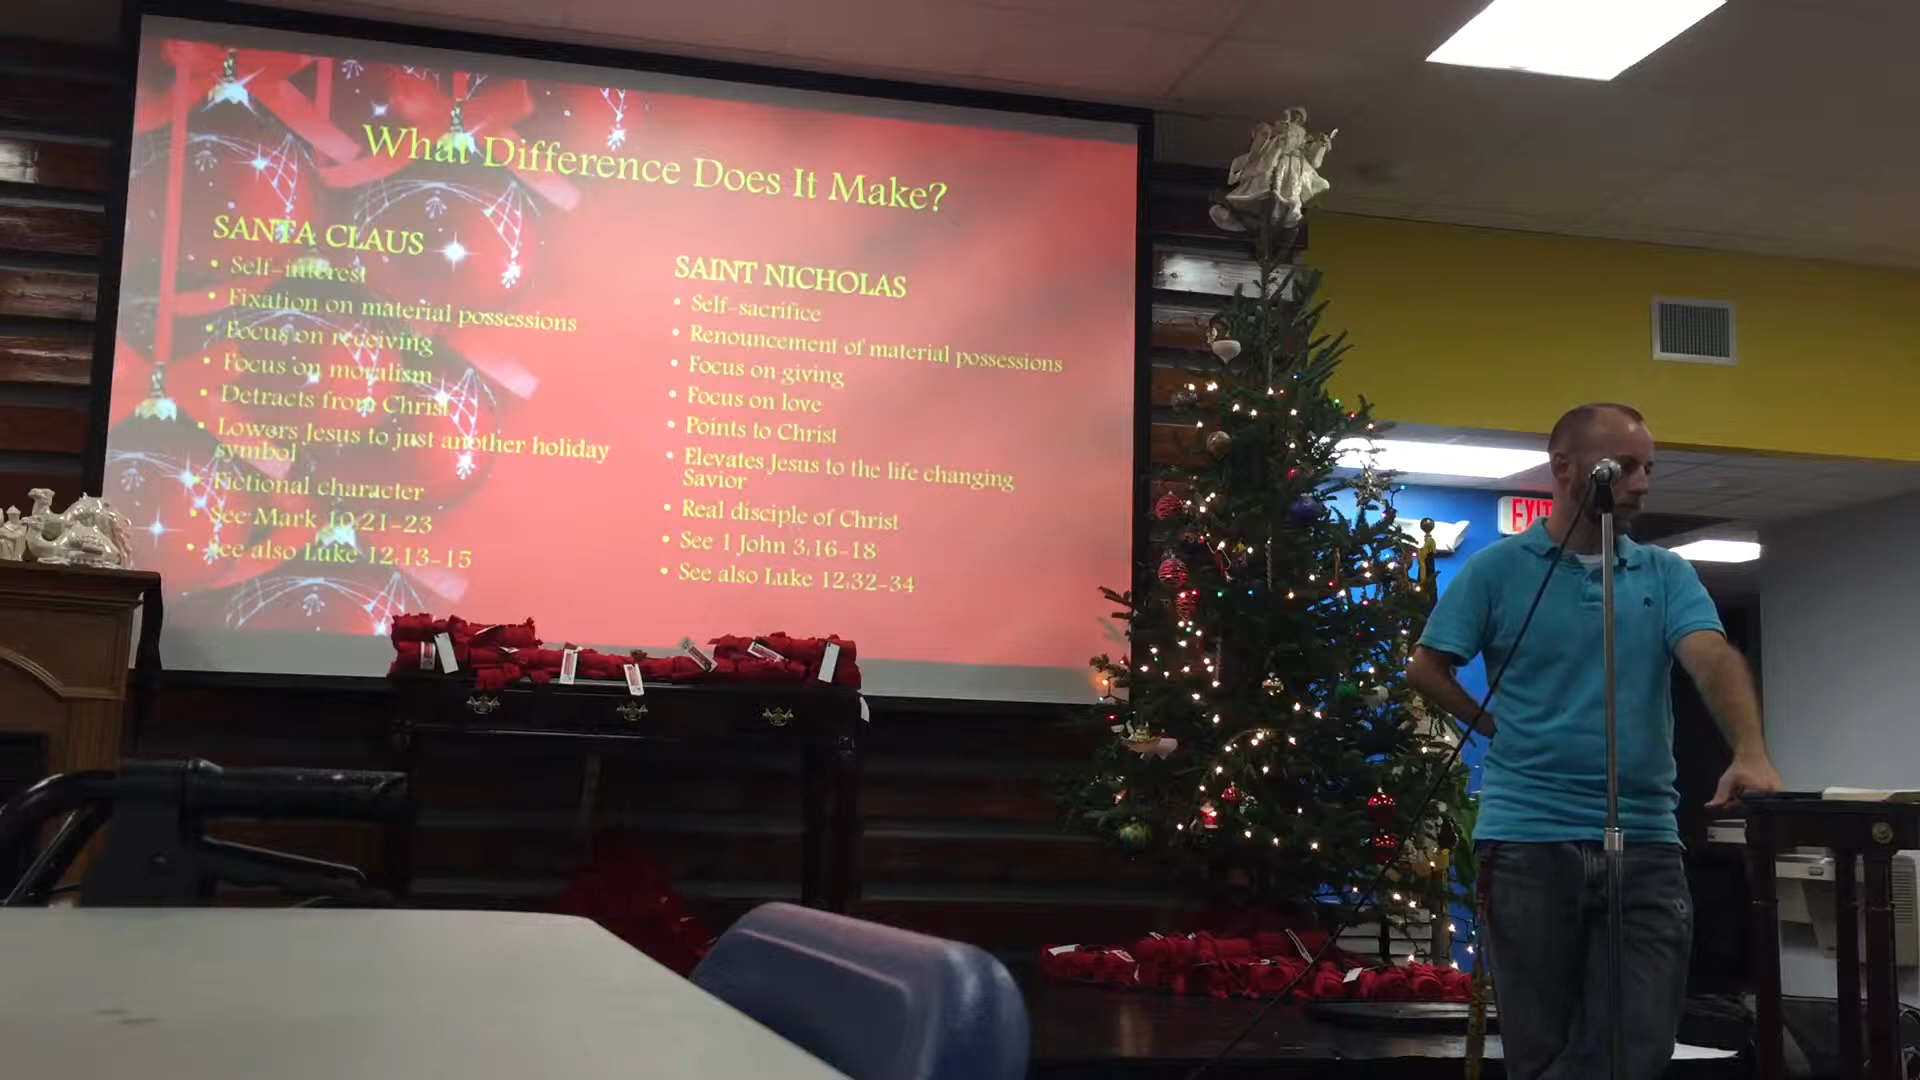 What Difference Does It Make?
SANTA CLAUS
• Self-interest
• Fixation on material possessions
• Focus on receiving
• Focus on moralism
• Detracts from Christ
• Lowers Jesus to just another holiday
symbol
• Fictional character
• See Mark 10:21-23
• See also Luke 12:13-15
SAINT NICHOLAS
• Self-sacrifice
• Renouncement of material possessions
• Focus on giving
• Focus on love
• Points to Christ
• Elevates Jesus to the life changing
Savior
• Real disciple of Christ
• See 1 John 3:16-18
• See also Luke 12:32-34
EXIT